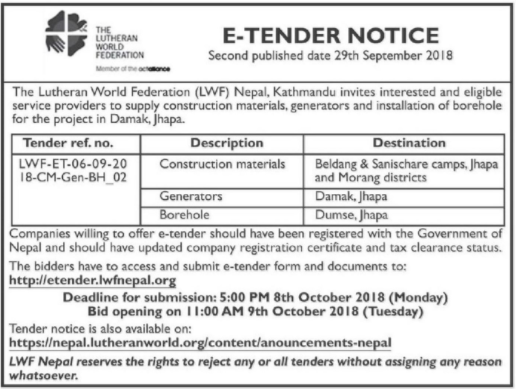 THE
LUTHERAN
WORLD
FEDERATION
Member of the actalliance
E-TENDER NOTICE
Second published date 29th September 2018
The Lutheran World Federation (LWF) Nepal, Kathmandu invites interested and eligible
service providers to supply construction materials, generators and installation of borehole
for the project in Damak, Jhapa.
Tender ref. no. Description Destination
LWF-ET-06-09-20 Construction materials Beldang & Sanischare camps, Jhapa
18-CM-Gen-BH_02 and Morang districts
Generators Damak, Jhapa
Borehole Dumse, Jhapa
Companies willing to offer e-tender should have been registered with the Government of
Nepal and should have updated company registration certificate and tax clearance status.
The bidders have to access and submit e-tender form and documents to:
http://etender.lwfnepal.org
Deadline for submission: 5:00 PM 8th October 2018 (Monday)
Bid opening on 11:00 AM 9th October 2018 (Tuesday)
Tender notice is also available on:
https://nepal.lutheranworld.org/content/anouncements-nepal
LWF Nepal reserves the rights to reject any or all tenders without assigning any reason
whatsoever.